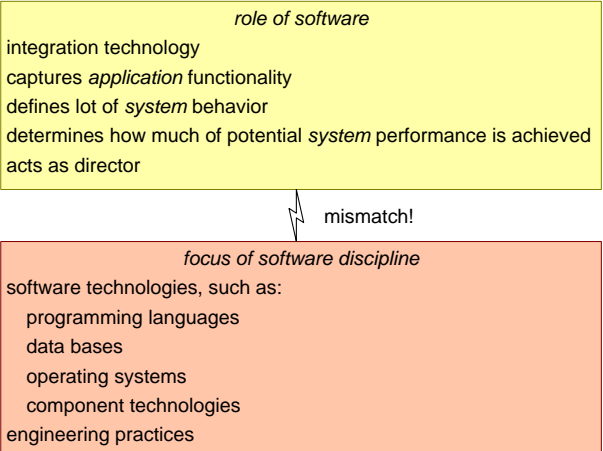 role of software
integration technology
captures application functionality
defines lot of system behavior
determines how much of potential system performance is achieved
acts as director
mismatch!
focus of software discipline
software technologies, such as:
programming languages
data bases
operating systems
component technologies
engineering practices